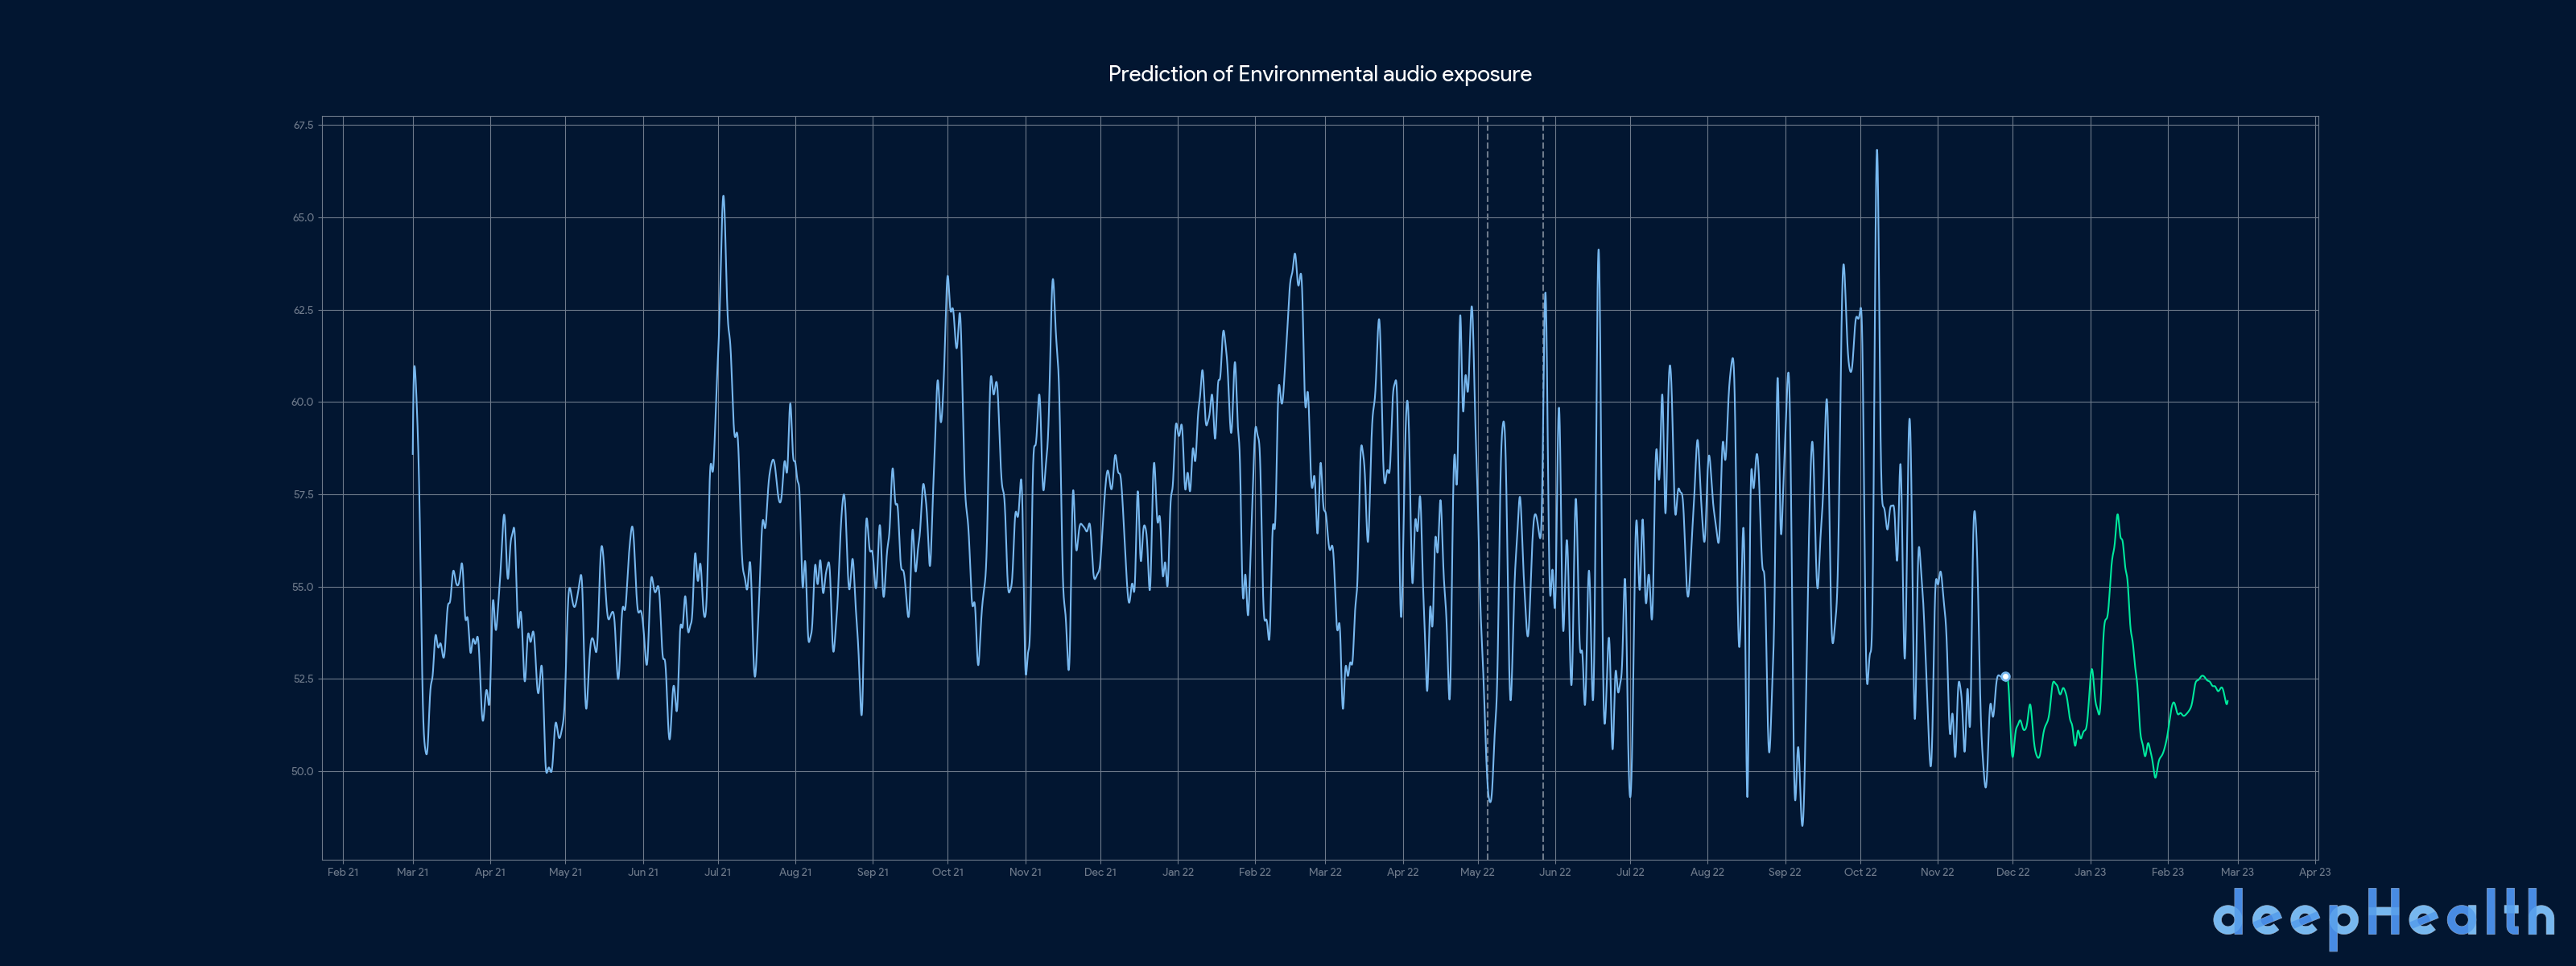 Prediction of Environmental audio exposure
67.5
65.0
62.5
60.0
57.5
55.0
52.5
50.0
Feb 21 Mar 21 Apr 21 May 21 Jun 21 Jul 21 Aug 21 Sep 21 Oct 21 Nov 21 Dec 21 Jan 22 Feb 22 Mar 22 Apr 22 May 22 Jun 22 Jul 22 Aug 22 Sep 22 Oct 22 Nov 22 Dec 22 Jan 23 Feb 23 Mar 23 Apr 23
deepHealth